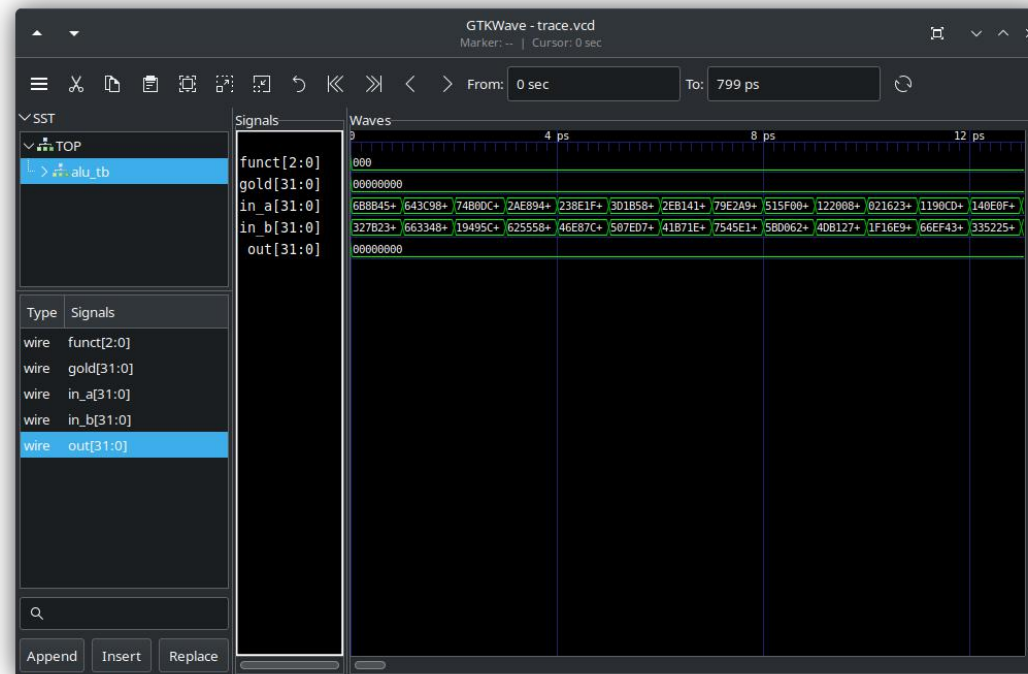 GTKWave - trace.vcd
Marker: -- | Cursor: 0 sec
From: 0 sec To: 799 ps
SST
TOP
alu_tb
Type Signals
wire funct[2:0]
wire gold[31:0]
wire in_a[31:0]
wire in_b[31:0]
wire out[31:0]
Append Insert Replace
Signals
funct[2:0]
gold[31:0]
in_a[31:0]
in_b[31:0]
out[31:0]
Waves
0 4 ps 8 ps 12 ps
000
00000000
6B8B45+ 643C98+ 74B0DC+ 2AE894+ 238E1F+ 3D1B58+ 2EB141+ 79E2A9+ 515F00+ 122008+ 021623+ 1190CD+ 140E0F+
327B23+ 663348+ 19495C+ 625558+ 46E87C+ 507ED7+ 41B71E+ 7545E1+ 5BD062+ 4DB127+ 1F16E9+ 66EF43+ 335225+
00000000